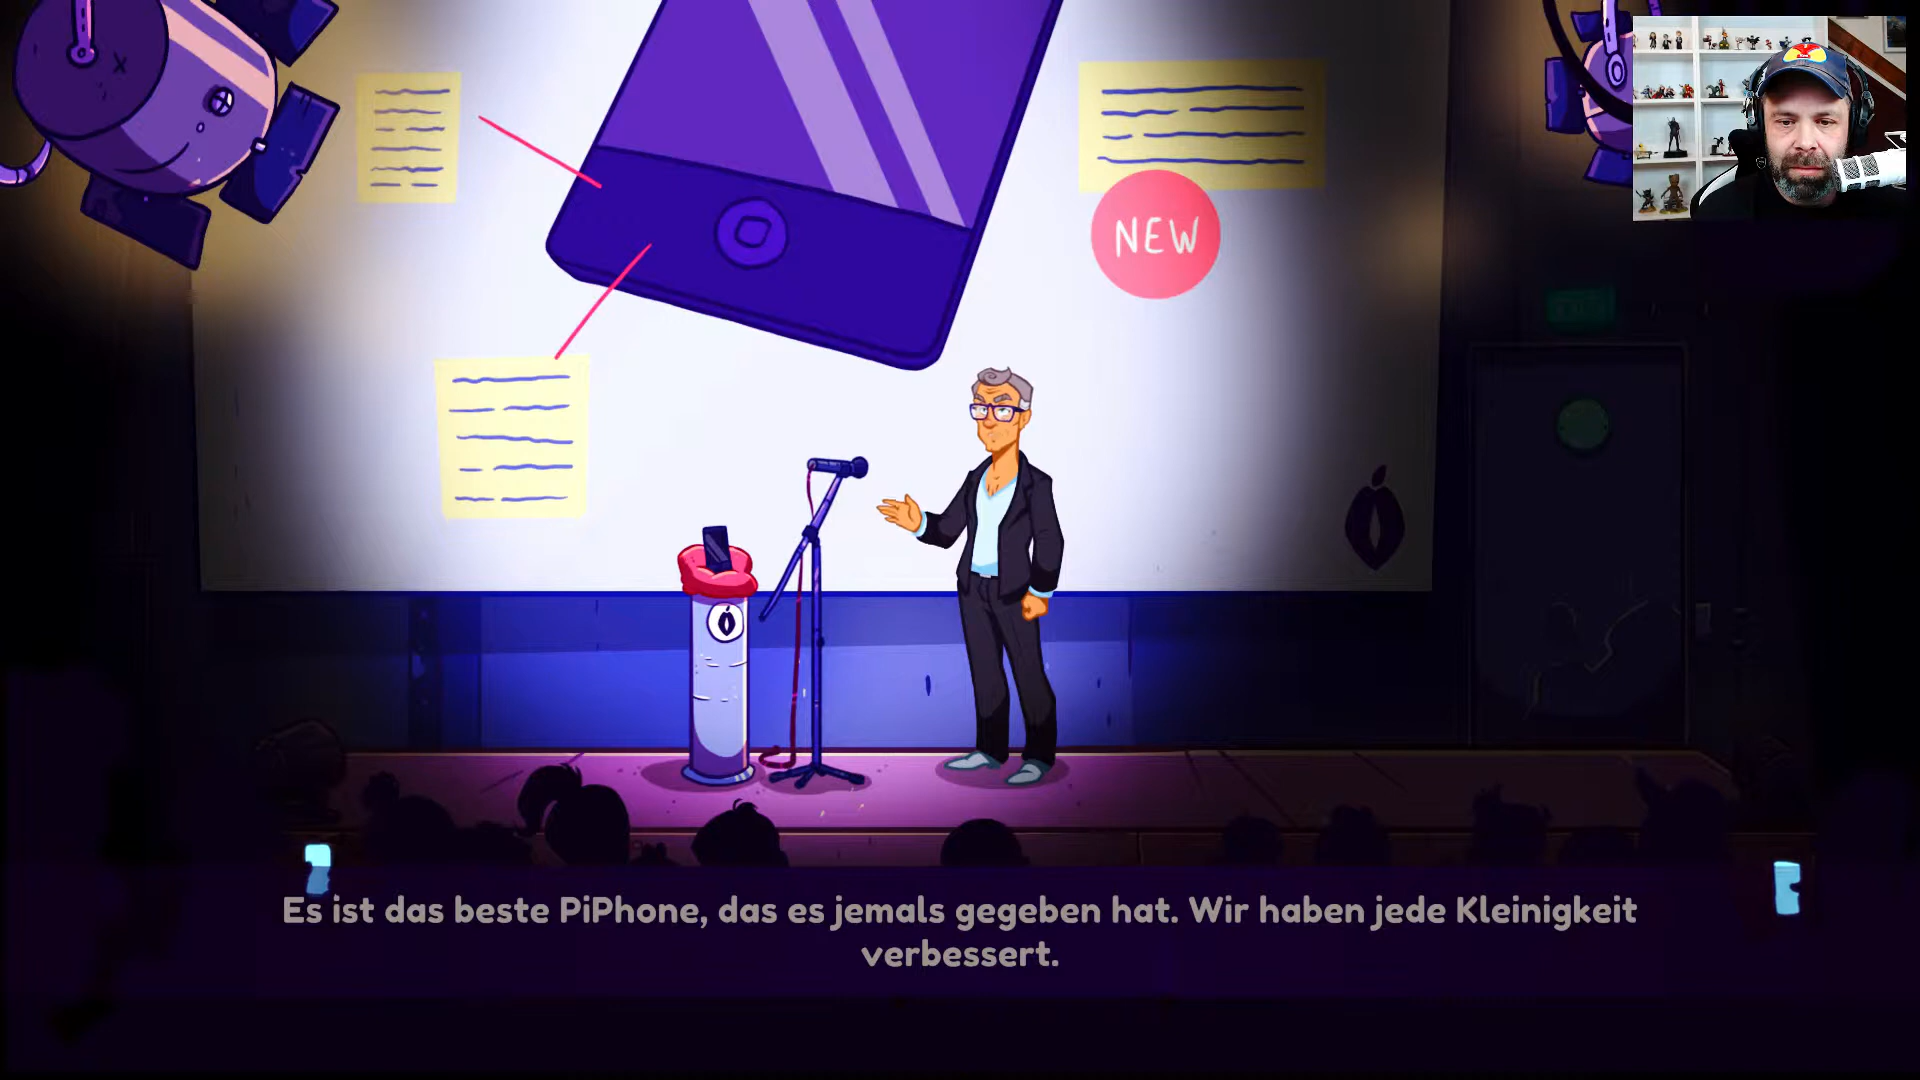 NEW
Es ist das beste PiPhone, das es jemals gegeben hat. Wir haben jede Kleinigkeit
verbessert.